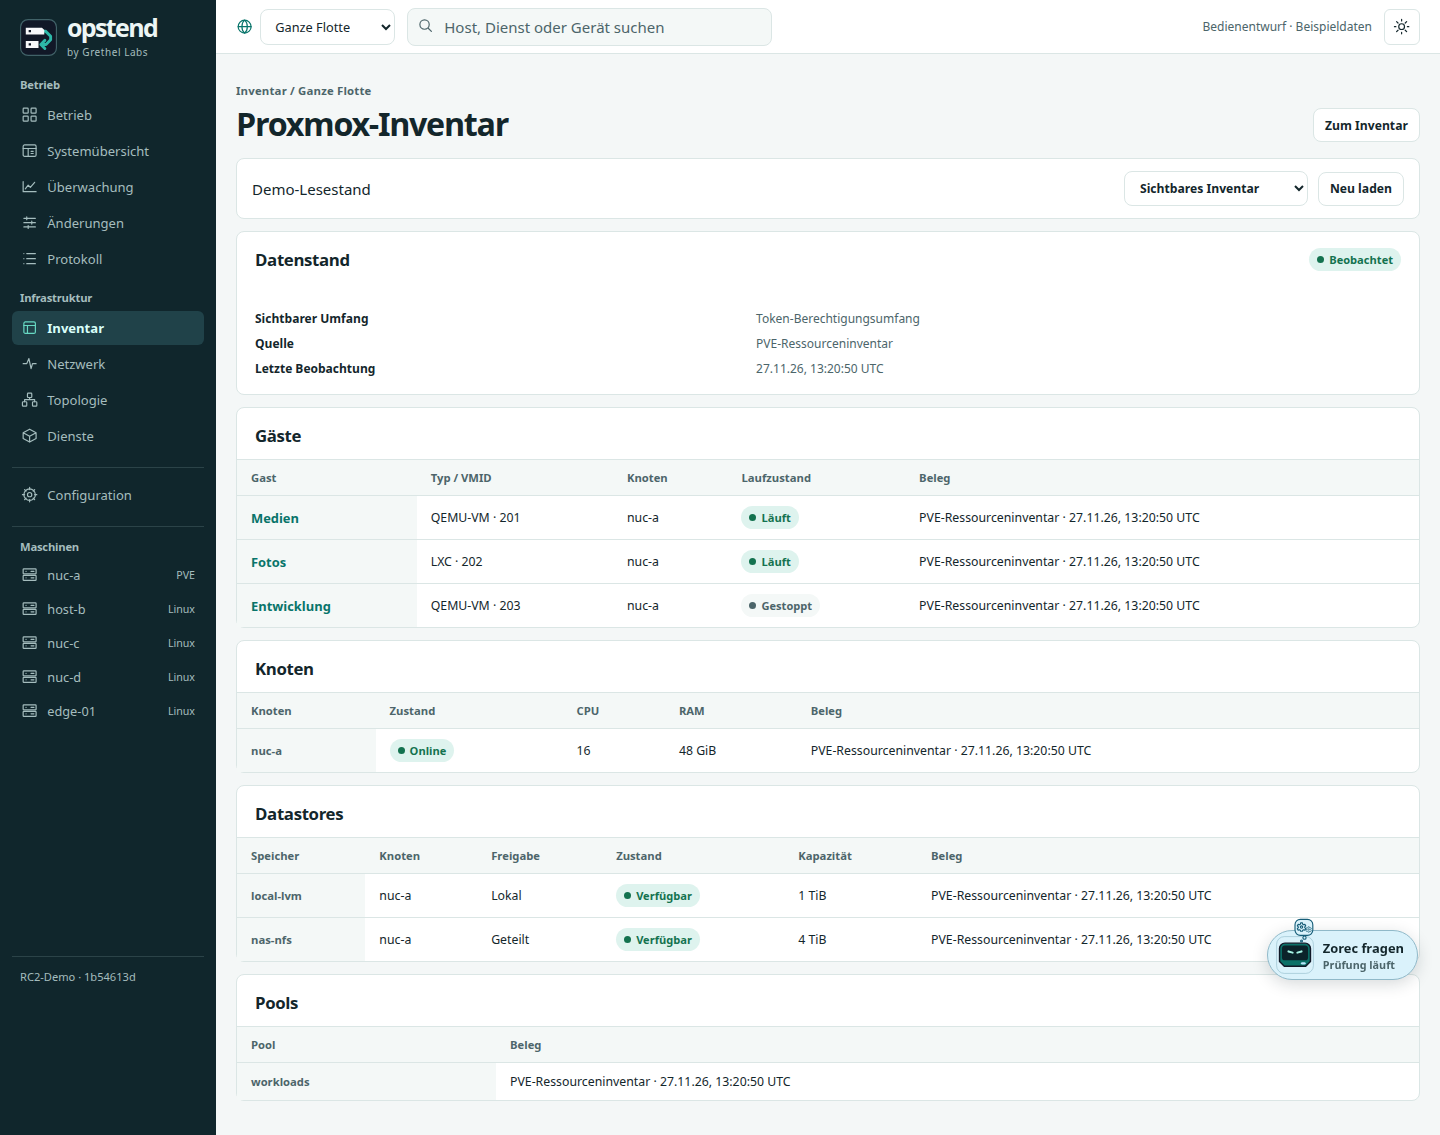 opstend
by Grethel Labs
Betrieb
Betrieb
Systemübersicht
Überwachung
Änderungen
Protokoll
Infrastruktur
Inventar
Netzwerk
Topologie
Dienste
Configuration
Maschinen
nuc-a PVE
host-b Linux
nuc-c Linux
nuc-d Linux
edge-01 Linux
RC2-Demo · 1b54613d
Ganze Flotte
Host, Dienst oder Gerät suchen
Bedienentwurf · Beispieldaten
Inventar / Ganze Flotte
Proxmox-Inventar
Zum Inventar
Demo-Lesestand
Sichtbares Inventar
Neu laden
Datenstand
Beobachtet
Sichtbarer Umfang Token-Berechtigungsumfang
Quelle PVE-Ressourceninventar
Letzte Beobachtung 27.11.26, 13:20:50 UTC
Gäste
Gast Typ / VMID Knoten Laufzustand Beleg
Medien QEMU-VM · 201 nuc-a Läuft PVE-Ressourceninventar · 27.11.26, 13:20:50 UTC
Fotos LXC · 202 nuc-a Läuft PVE-Ressourceninventar · 27.11.26, 13:20:50 UTC
Entwicklung QEMU-VM · 203 nuc-a Gestoppt PVE-Ressourceninventar · 27.11.26, 13:20:50 UTC
Knoten
Knoten Zustand CPU RAM Beleg
nuc-a Online 16 48 GiB PVE-Ressourceninventar · 27.11.26, 13:20:50 UTC
Datastores
Speicher Knoten Freigabe Zustand Kapazität Beleg
local-lvm nuc-a Lokal Verfügbar 1 TiB PVE-Ressourceninventar · 27.11.26, 13:20:50 UTC
nas-nfs nuc-a Geteilt Verfügbar 4 TiB PVE-Ressourceninventar · 27.11.26, 13:20:50 UTC
Zorec fragen
Prüfung läuft
Pools
Pool Beleg
workloads PVE-Ressourceninventar · 27.11.26, 13:20:50 UTC